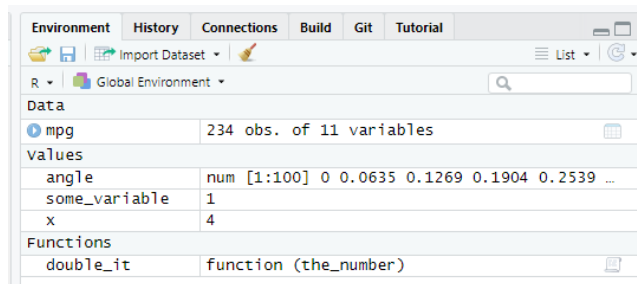 Environment History Connections Build Git Tutorial
Import Dataset List
R Global Environment
Data
mpg 234 obs. of 11 variables
Values
angle num [1:100] 0 0.0635 0.1269 0.1904 0.2539 …
some_variable 1
x 4
Functions
double_it function (the_number)